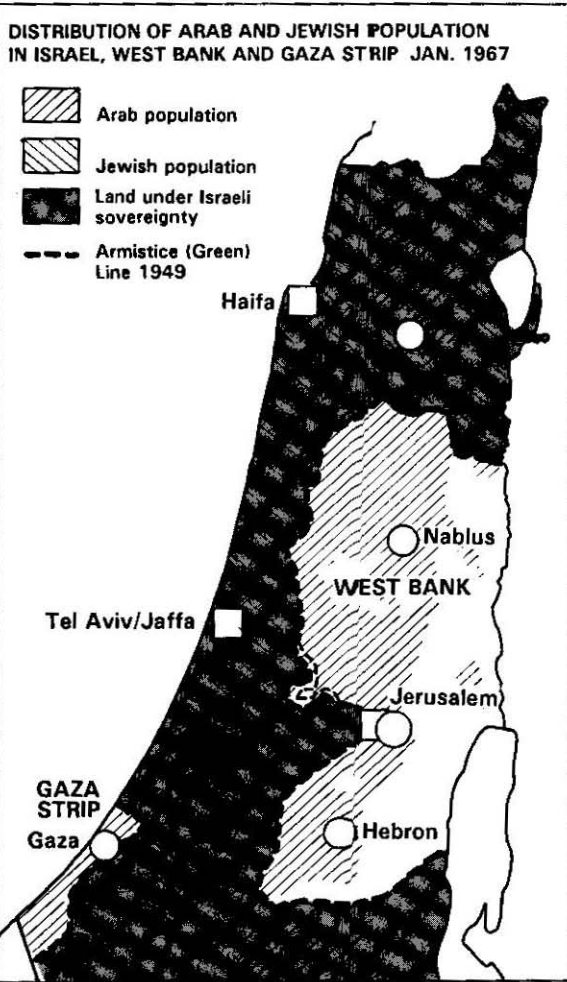 DISTRIBUTION OF ARAB AND JEWISH POPULATION
IN ISRAEL, WEST BANK AND GAZA STRIP JAN. 1967
Arab population
Jewish population
Land under Israeli
sovereignty
Armistice (Green)
Line 1949
Haifa
Nablus
WEST BANK
Tel Aviv/Jaffa
Jerusalem
GAZA
STRIP
Gaza
Hebron